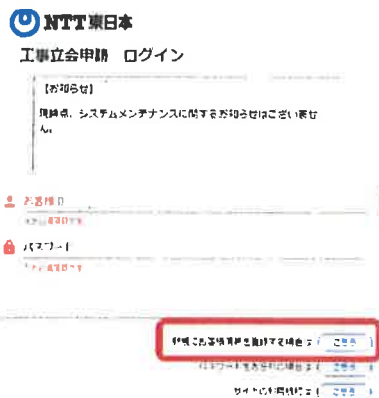 NTT東日本
工事立会申請 ログイン
【お知らせ】
現時点、システムメンテナンスに関するお知らせはございませ
ん。
お客様ID
パスワード
新規にお客様情報を登録する場合は こちら
パスワードをお忘れの場合は こちら
サイトの利用規約は こちら